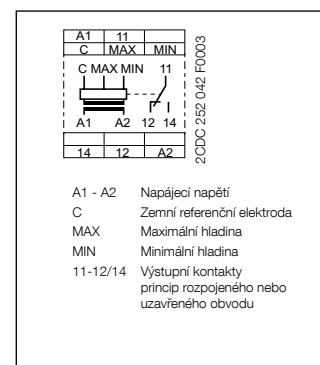 A1 11
C MAX MIN
C MAX MIN 11
A1 A2 12 14
14 12 A2
2CDC 252 042 F0003
A1 - A2 Napájecí napětí
C Zemní referenční elektroda
MAX Maximální hladina
MIN Minimální hladina
11-12/14 Výstupní kontakty
princip rozpojeného nebo
uzavřeného obvodu